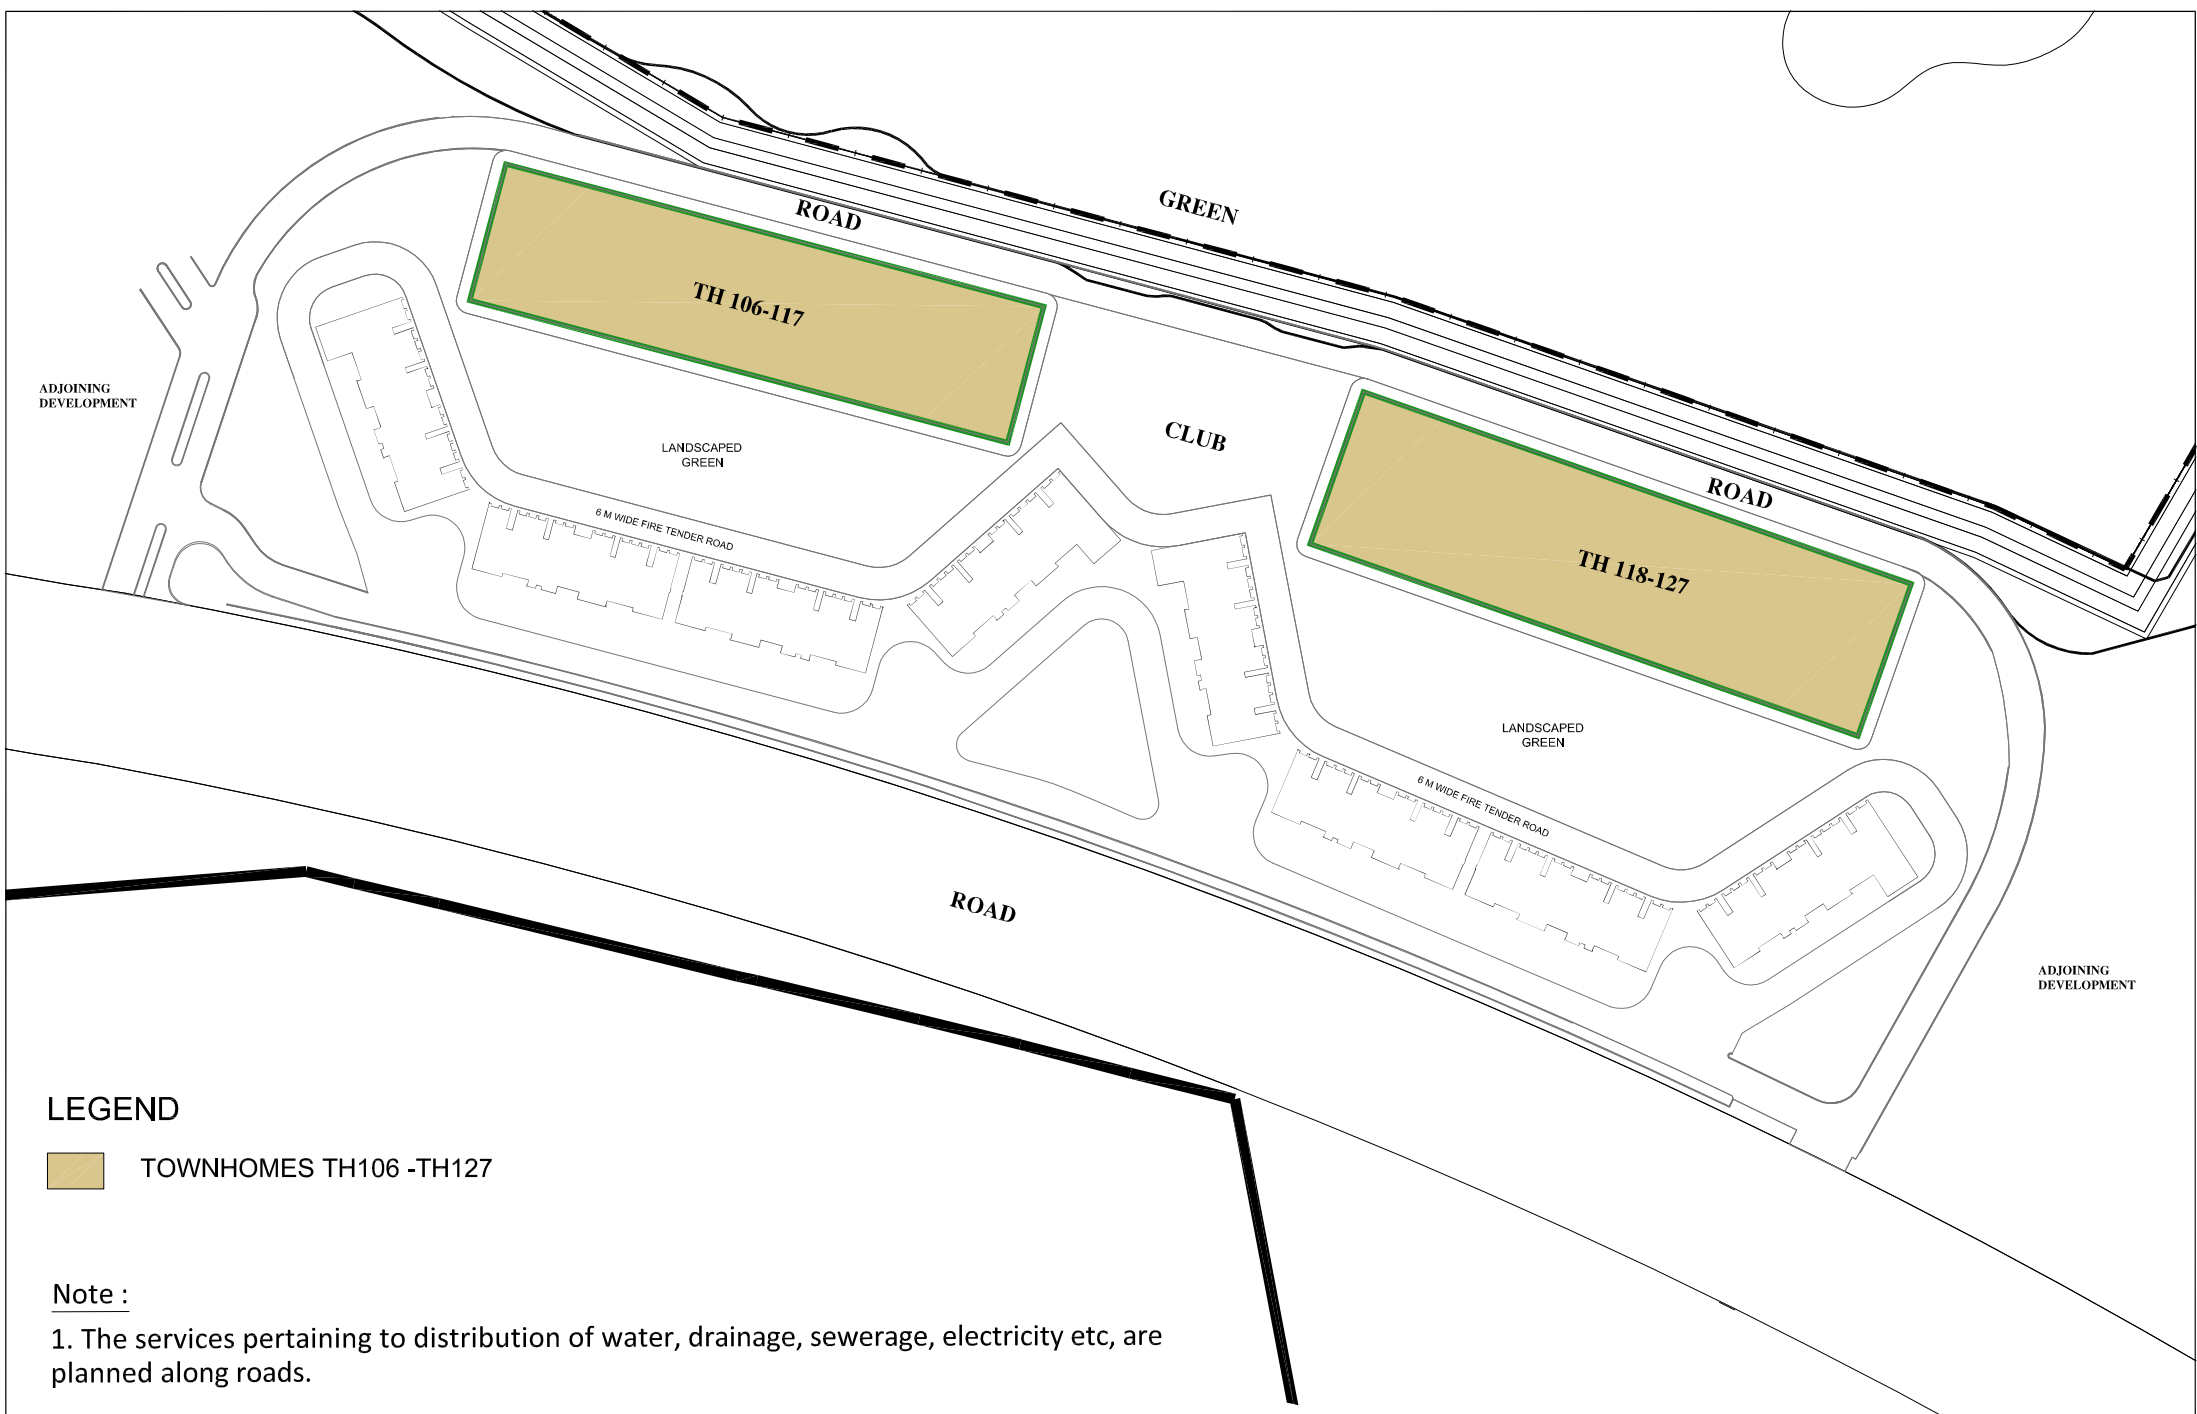 GREEN
ROAD
TH 106-117
ADJOINING
DEVELOPMENT
LANDSCAPED
GREEN
CLUB
ROAD
6 M WIDE FIRE TENDER ROAD
TH 118-127
LANDSCAPED
GREEN
6 M WIDE FIRE TENDER ROAD
ROAD
ADJOINING
DEVELOPMENT
LEGEND
TOWNHOMES TH106 -TH127
Note :
1. The services pertaining to distribution of water, drainage, sewerage, electricity etc, are
planned along roads.